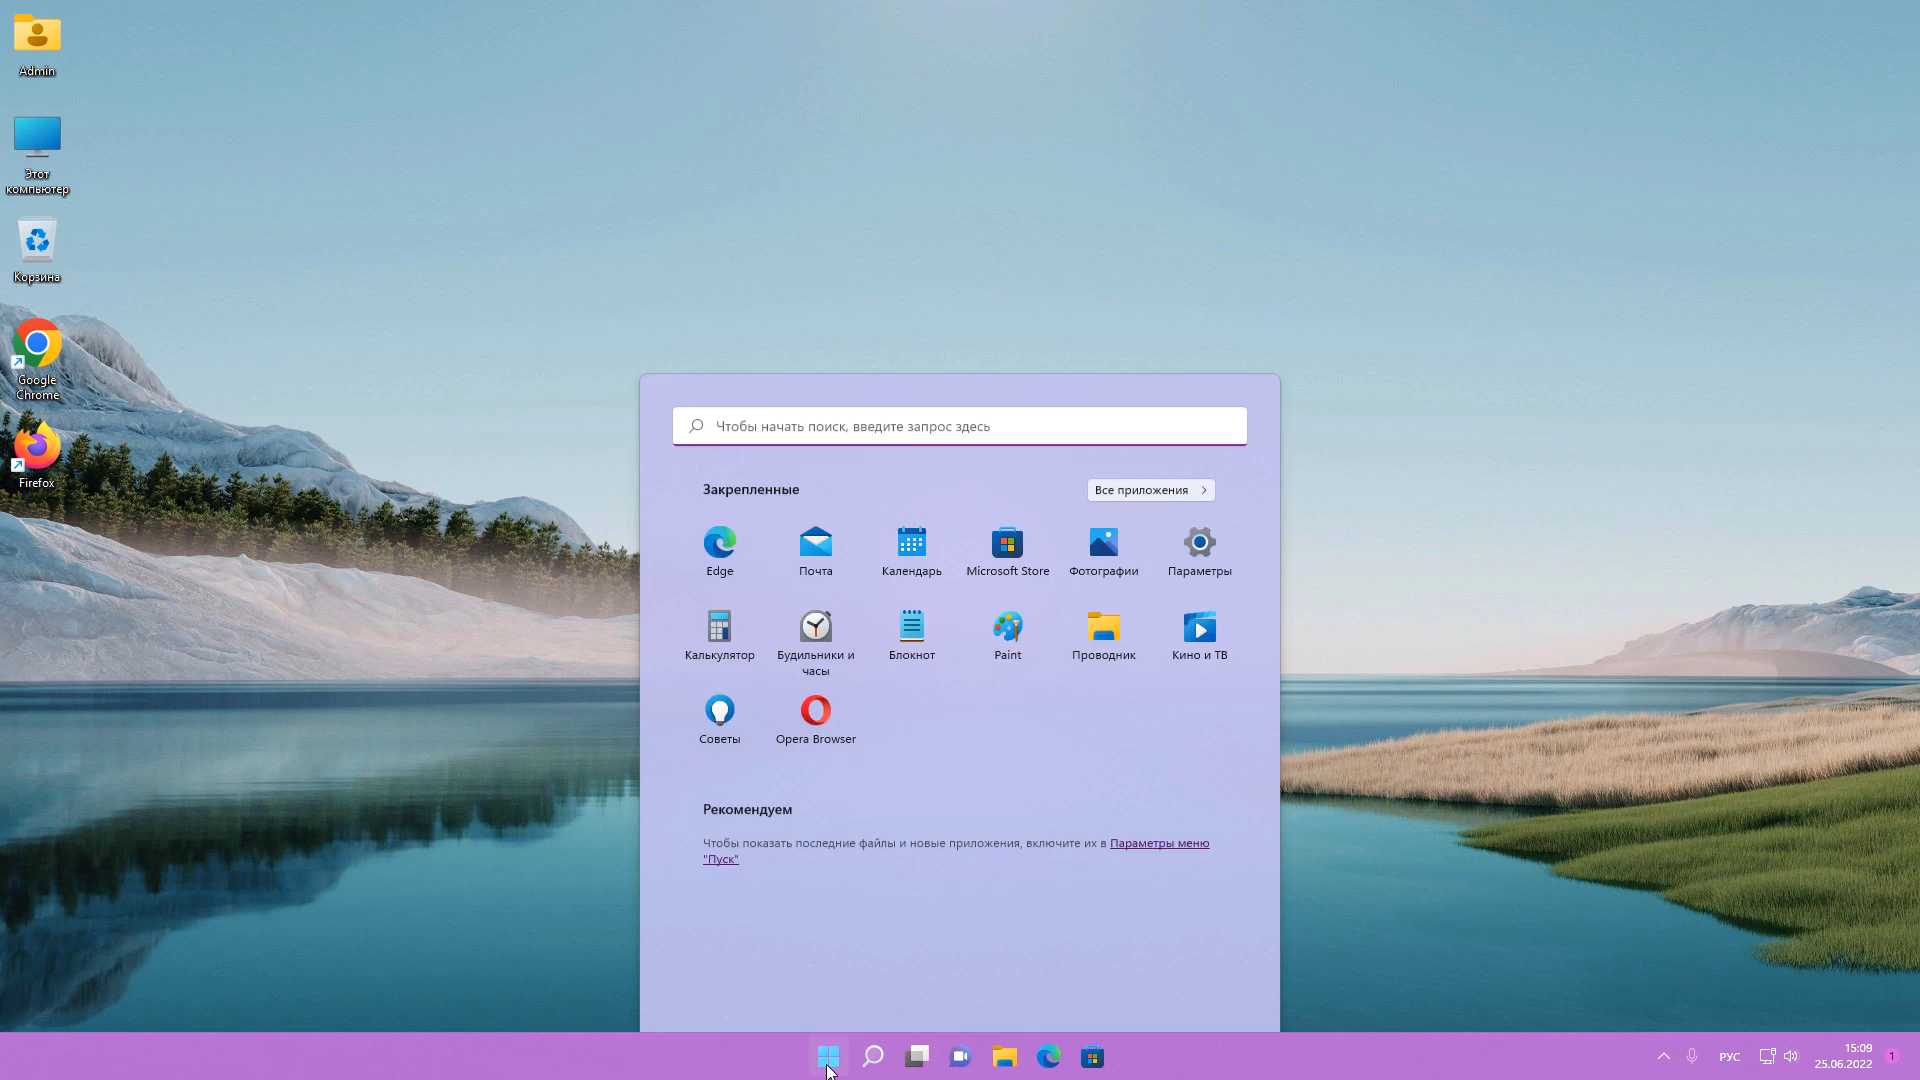 Admin
Этот
компьютер
Корзина
Google
Chrome
Firefox
Чтобы начать поиск, введите запрос здесь
Закрепленные
Все приложения
Edge
Почта
Календарь
Microsoft Store
Фотографии
Параметры
Калькулятор
Будильники и
часы
Блокнот
Paint
Проводник
Кино и ТВ
Советы
Opera Browser
Рекомендуем
Чтобы показать последние файлы и новые приложения, включите их в Параметры меню
"Пуск"
РУС
15:09
25.06.2022
1